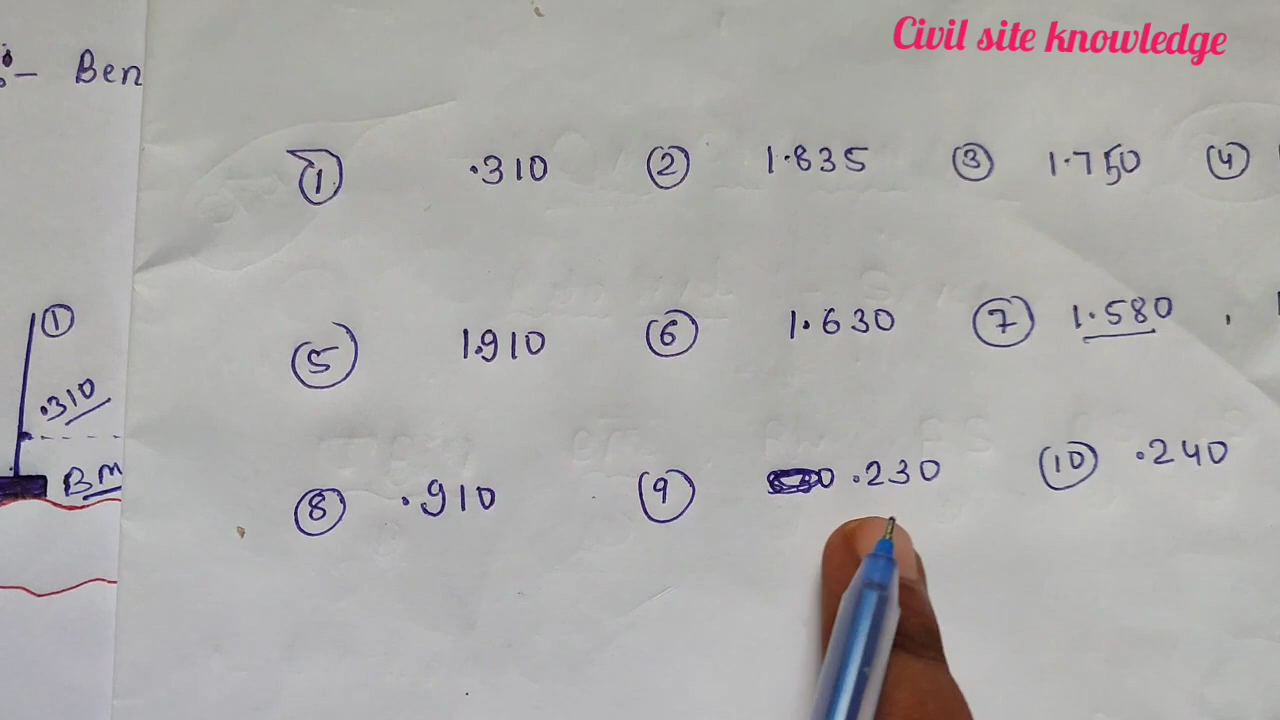 Civil site knowledge
:- Ben
① .310 ② 1.835 ③ 1.750 ④
① 
.310
BM
⑤ 1.910 ⑥ 1.630 ⑦ 1.580 ,
⑧ .910 ⑨ 0.230 ⑩ .240